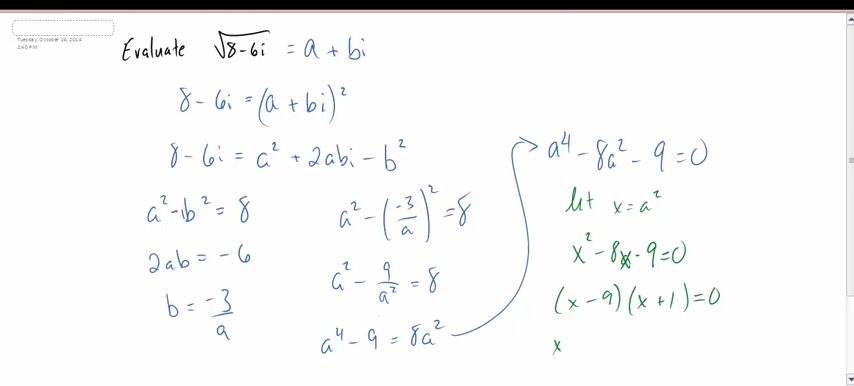 Tuesday, October 14, 2014
2:40 PM
Evaluate √(8-6i) = a + bi
8 - 6i = (a + bi)²
8 - 6i = a² + 2abi - b²
a² - b² = 8
2ab = -6
b = -3/a
a² - (-3/a)² = 8
a² - 9/a² = 8
a⁴ - 9 = 8a²
a⁴ - 8a² - 9 = 0
let x = a²
x² - 8x - 9 = 0
(x - 9)(x + 1) = 0
x